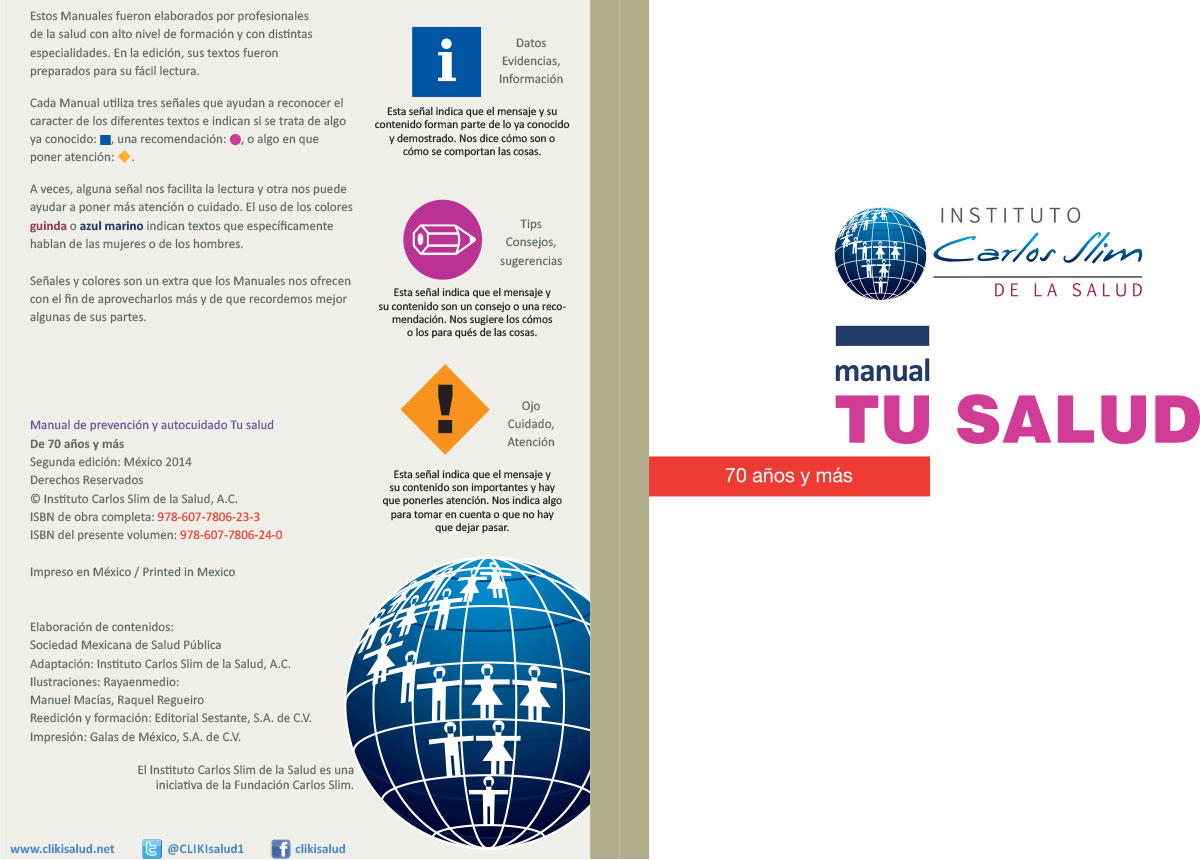 Estos Manuales fueron elaborados por profesionales
de la salud con alto nivel de formación y con distintas
especialidades. En la edición, sus textos fueron
preparados para su fácil lectura.
Cada Manual utiliza tres señales que ayudan a reconocer el
caracter de los diferentes textos e indican si se trata de algo
ya conocido: , una recomendación: , o algo en que
poner atención: .
A veces, alguna señal nos facilita la lectura y otra nos puede
ayudar a poner más atención o cuidado. El uso de los colores
guinda o azul marino indican textos que específicamente
hablan de las mujeres o de los hombres.
Señales y colores son un extra que los Manuales nos ofrecen
con el fin de aprovecharlos más y de que recordemos mejor
algunas de sus partes.
Manual de prevención y autocuidado Tu salud
De 70 años y más
Segunda edición: México 2014
Derechos Reservados
© Instituto Carlos Slim de la Salud, A.C.
ISBN de obra completa: 978-607-7806-23-3
ISBN del presente volumen: 978-607-7806-24-0
Impreso en México / Printed in Mexico
Elaboración de contenidos:
Sociedad Mexicana de Salud Pública
Adaptación: Instituto Carlos Slim de la Salud, A.C.
Ilustraciones: Rayaenmedio:
Manuel Macías, Raquel Regueiro
Reedición y formación: Editorial Sestante, S.A. de C.V.
Impresión: Galas de México, S.A. de C.V.
El Instituto Carlos Slim de la Salud es una
iniciativa de la Fundación Carlos Slim.
www.clikisalud.net @CLIKIsalud1 clikisalud
i
Datos
Evidencias,
Información
Esta señal indica que el mensaje y su
contenido forman parte de lo ya conocido
y demostrado. Nos dice cómo son o
cómo se comportan las cosas.
Tips
Consejos,
sugerencias
Esta señal indica que el mensaje y
su contenido son un consejo o una reco-
mendación. Nos sugiere los cómos
o los para qués de las cosas.
!
Ojo
Cuidado,
Atención
Esta señal indica que el mensaje y
su contenido son importantes y hay
que ponerles atención. Nos indica algo
para tomar en cuenta o que no hay
que dejar pasar.
INSTITUTO
Carlos Slim
DE LA SALUD
manual
TU SALUD
70 años y más